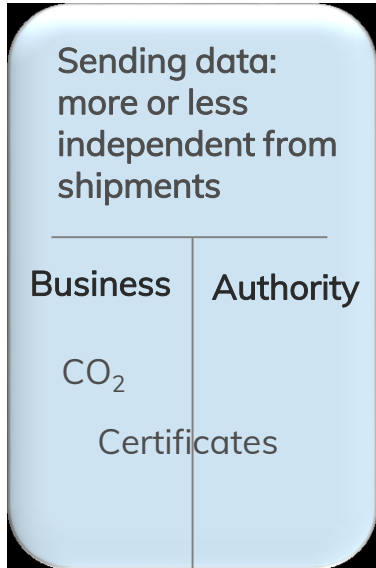 Sending data:
more or less
independent from
shipments
Business Authority
CO₂
Certificates